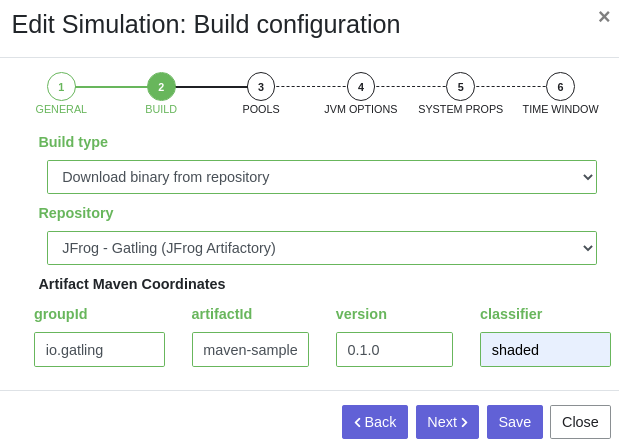 Edit Simulation: Build configuration
×
1 2 3 4 5 6
GENERAL BUILD POOLS JVM OPTIONS SYSTEM PROPS TIME WINDOW
Build type
Download binary from repository
Repository
JFrog - Gatling (JFrog Artifactory)
Artifact Maven Coordinates
groupId artifactId version classifier
io.gatling maven-sample 0.1.0 shaded
Back Next Save Close